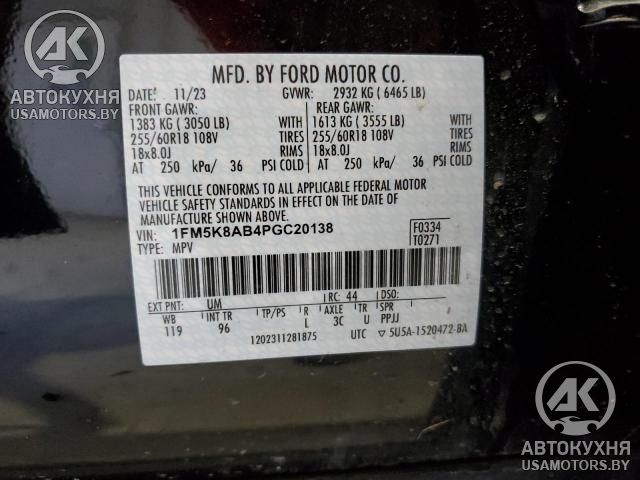 АК
АВТОКУХНЯ
USAMOTORS.BY
MFD. BY FORD MOTOR CO.
DATE: 11/23 GVWR: 2932 KG ( 6465 LB)
FRONT GAWR: REAR GAWR:
1383 KG ( 3050 LB) WITH 1613 KG ( 3555 LB) WITH
255/60R18 108V TIRES 255/60R18 108V TIRES
18x8.0J RIMS 18x8.0J RIMS
AT 250 kPa/ 36 PSI COLD AT 250 kPa/ 36 PSI COLD
THIS VEHICLE CONFORMS TO ALL APPLICABLE FEDERAL MOTOR
VEHICLE SAFETY STANDARDS IN EFFECT ON THE DATE OF
MANUFACTURE SHOWN ABOVE.
VIN: 1FM5K8AB4PGC20138 F0334
TYPE: MPV T0271
EXT PNT: UM RC: 44 DSO:
WB INT TR TP/PS R AXLE TR SPR
119 96 L 3C U PPJJ
1202311281875 UTC 5U5A-1520472-BA
АК
АВТОКУХНЯ
USAMOTORS.BY